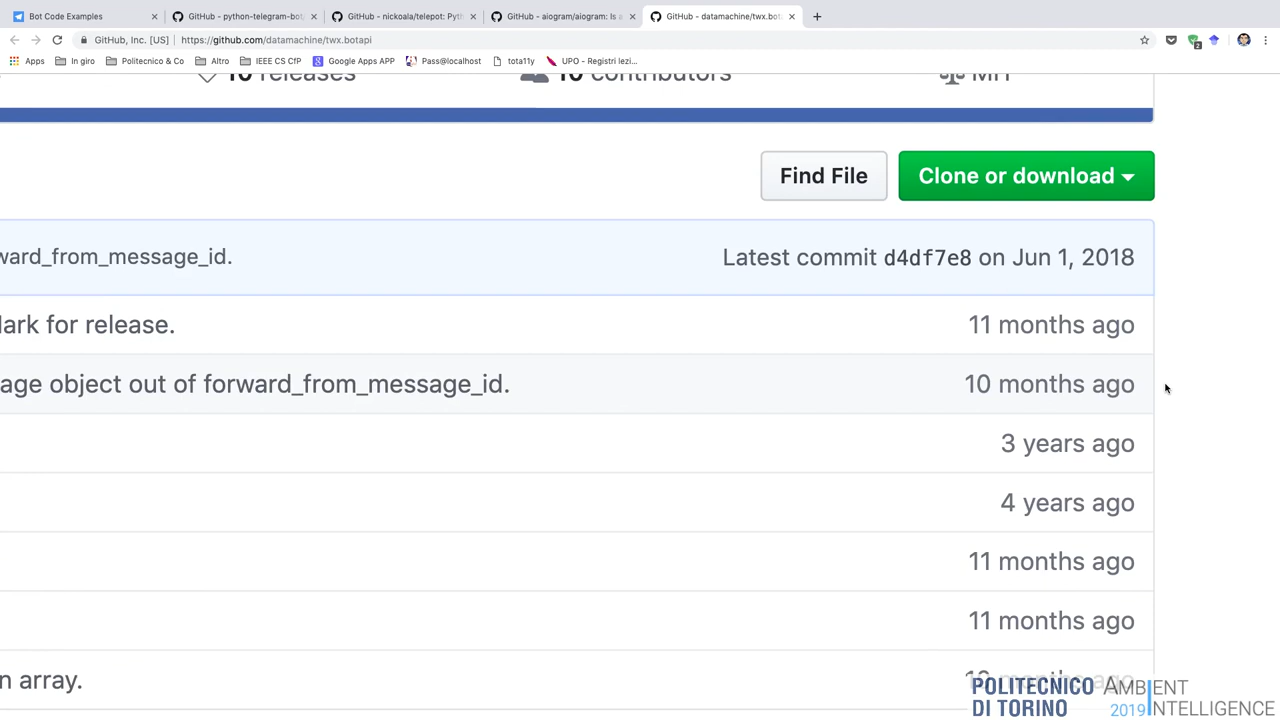 Bot Code Examples
GitHub - python-telegram-bot
GitHub - nickoala/telepot: Pyth
GitHub - aiogram/aiogram: Is a
GitHub - datamachine/twx.bot
GitHub, Inc. [US] | https://github.com/datamachine/twx.botapi
Apps In giro Politecnico & Co Altro IEEE CS CfP Google Apps APP Pass@localhost tota11y UPO - Registri lezi...
10 releases 10 contributors MIT
Find File Clone or download
ward_from_message_id. Latest commit d4df7e8 on Jun 1, 2018
lark for release. 11 months ago
age object out of forward_from_message_id. 10 months ago
3 years ago
4 years ago
11 months ago
11 months ago
n array.
POLITECNICO DI TORINO
AMBIENT INTELLIGENCE 2019